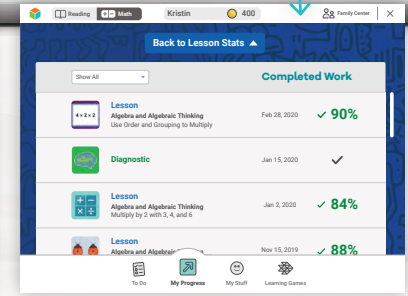 Reading Math Kristin 400 Family Center
Back to Lesson Stats
Show All Completed Work
Lesson
4 × 2 × 2 Algebra and Algebraic Thinking Feb 28, 2020 90%
Use Order and Grouping to Multiply
Diagnostic Jan 15, 2020
Lesson
Algebra and Algebraic Thinking Jan 2, 2020 84%
Multiply by 2 with 3, 4, and 6
Lesson
Algebra and Algebraic Nov 15, 2019 88%
To Do My Progress My Stuff Learning Games